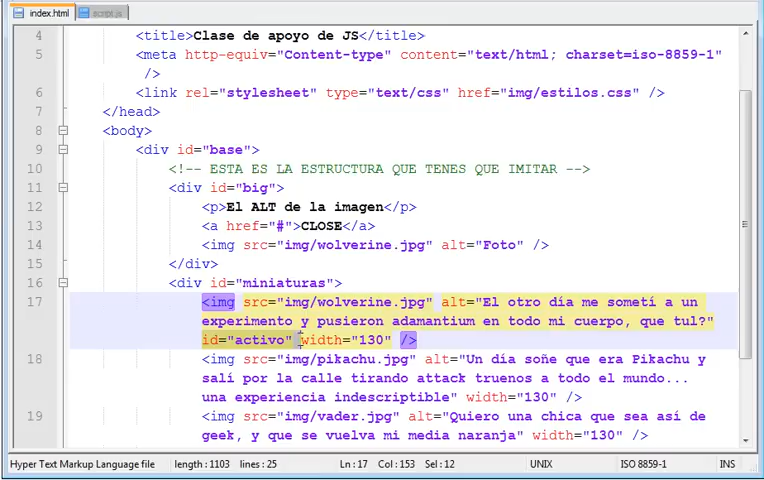 index.html script.js
4 <title>Clase de apoyo de JS</title>
5 <meta http-equiv="Content-type" content="text/html; charset=iso-8859-1"
/>
6 <link rel="stylesheet" type="text/css" href="img/estilos.css" />
7 </head>
8 <body>
9 <div id="base">
10 <!-- ESTA ES LA ESTRUCTURA QUE TENES QUE IMITAR -->
11 <div id="big">
12 <p>El ALT de la imagen</p>
13 <a href="#">CLOSE</a>
14 <img src="img/wolverine.jpg" alt="Foto" />
15 </div>
16 <div id="miniaturas">
17 <img src="img/wolverine.jpg" alt="El otro día me sometí a un
experimento y pusieron adamantium en todo mi cuerpo, que tul?"
id="activo" width="130" />
18 <img src="img/pikachu.jpg" alt="Un día soñe que era Pikachu y
salí por la calle tirando attack truenos a todo el mundo...
una experiencia indescriptible" width="130" />
19 <img src="img/vader.jpg" alt="Quiero una chica que sea así de
geek, y que se vuelva mi media naranja" width="130" />
Hyper Text Markup Language file length : 1103 lines : 25 Ln : 17 Col : 153 Sel : 12 UNIX ISO 8859-1 INS